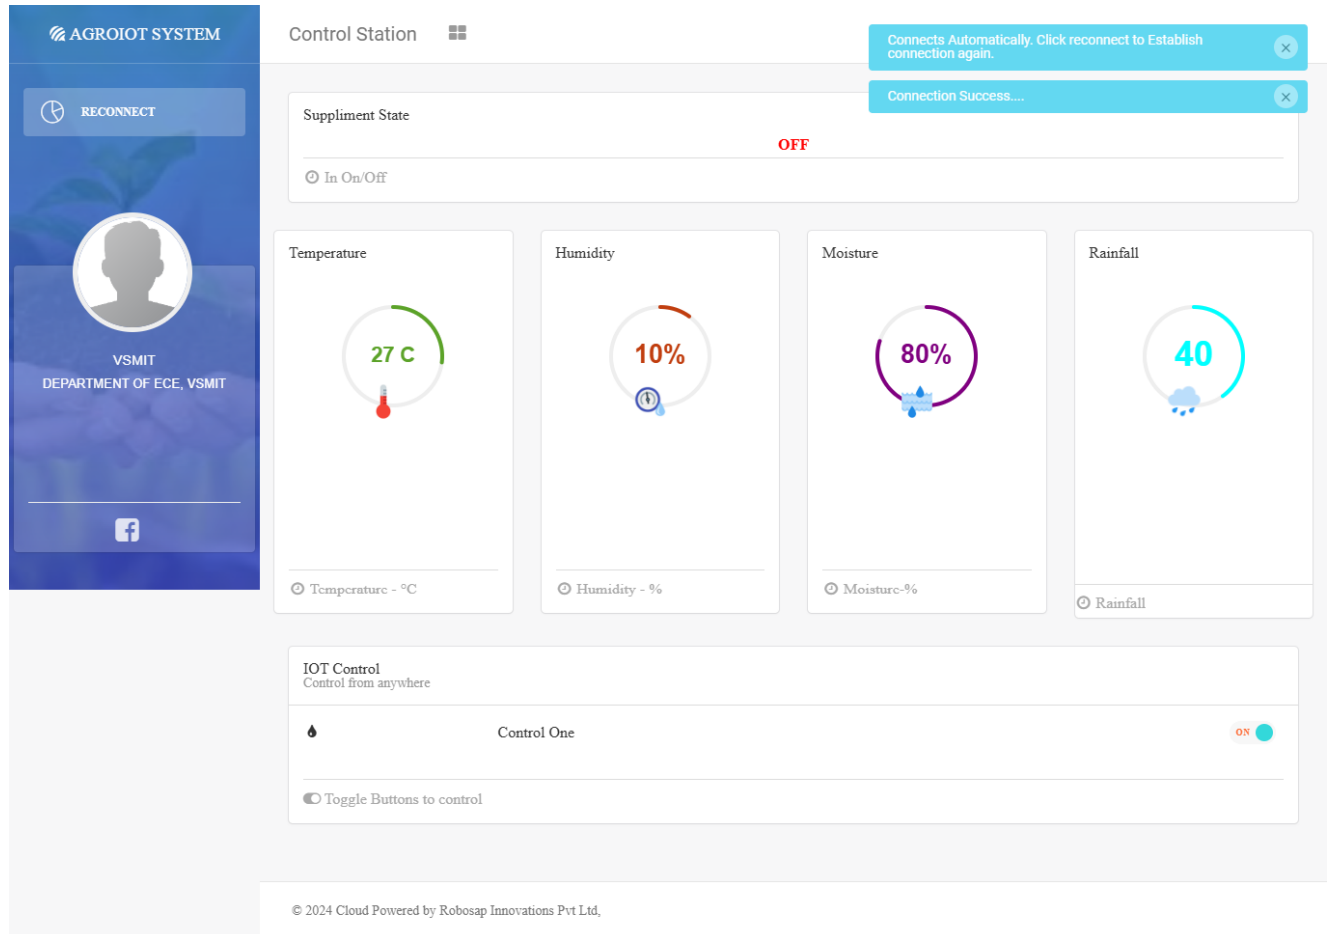 AGROIOT SYSTEM
RECONNECT
VSMIT
DEPARTMENT OF ECE, VSMIT
Control Station
Connects Automatically. Click reconnect to Establish
connection again.
Connection Success....
Suppliment State
OFF
In On/Off
Temperature
27 C
Temperature - °C
Humidity
10%
Humidity - %
Moisture
80%
Moisture-%
Rainfall
40
Rainfall
IOT Control
Control from anywhere
Control One
ON
Toggle Buttons to control
© 2024 Cloud Powered by Robosap Innovations Pvt Ltd,